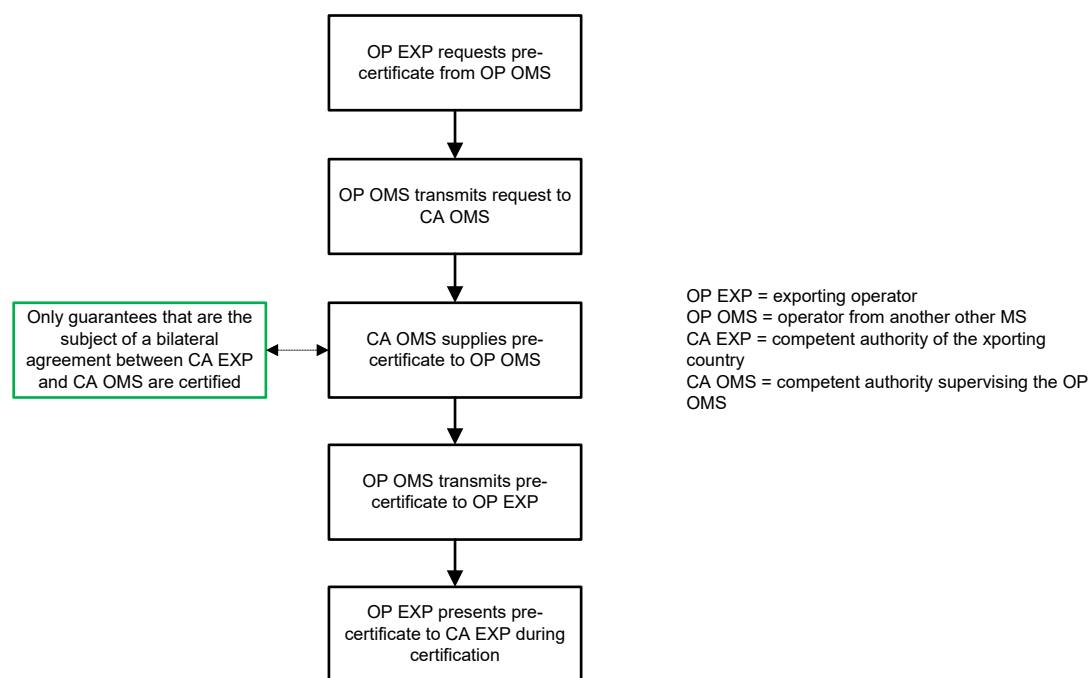 OP EXP requests pre-
certificate from OP OMS
OP OMS transmits request to
CA OMS
Only guarantees that are the
subject of a bilateral
agreement between CA EXP
and CA OMS are certified
CA OMS supplies pre-
certificate to OP OMS
OP EXP = exporting operator
OP OMS = operator from another other MS
CA EXP = competent authority of the xporting
country
CA OMS = competent authority supervising the OP
OMS
OP OMS transmits pre-
certificate to OP EXP
OP EXP presents pre-
certificate to CA EXP during
certification